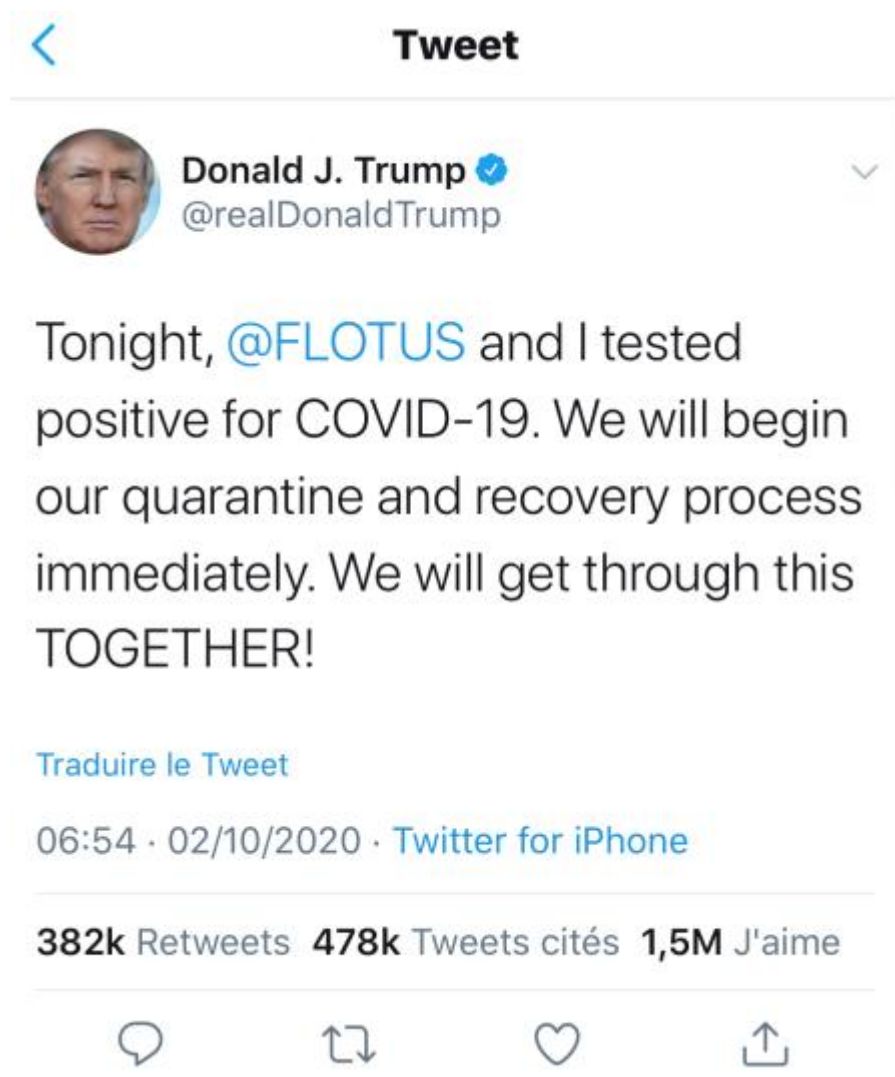 Tweet
Donald J. Trump
@realDonaldTrump
Tonight, @FLOTUS and I tested
positive for COVID-19. We will begin
our quarantine and recovery process
immediately. We will get through this
TOGETHER!
Traduire le Tweet
06:54 · 02/10/2020 · Twitter for iPhone
382k Retweets 478k Tweets cités 1,5M J'aime